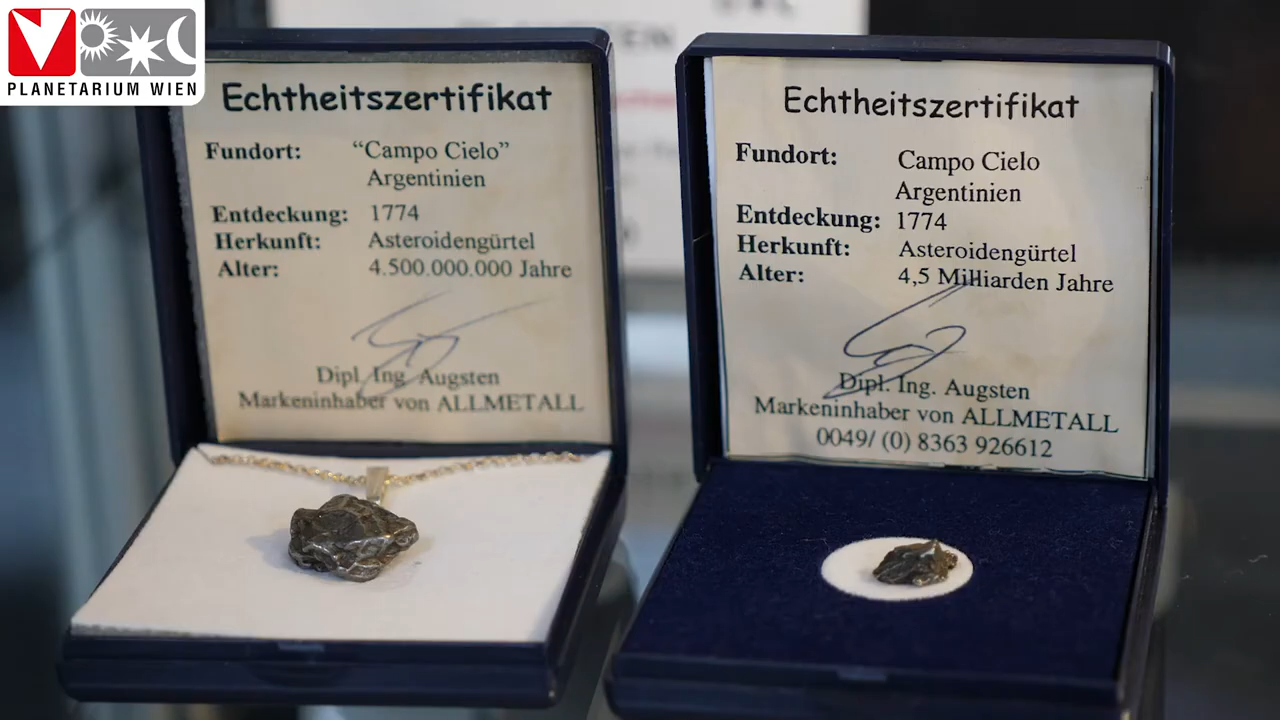 PLANETARIUM WIEN
Echtheitszertifikat
Fundort: “Campo Cielo”
Argentinien
Entdeckung: 1774
Herkunft: Asteroidengürtel
Alter: 4.500.000.000 Jahre
Dipl. Ing. Augsten
Markeninhaber von ALLMETALL
Echtheitszertifikat
Fundort: Campo Cielo
Argentinien
Entdeckung: 1774
Herkunft: Asteroidengürtel
Alter: 4,5 Milliarden Jahre
Dipl. Ing. Augsten
Markeninhaber von ALLMETALL
0049/ (0) 8363 926612